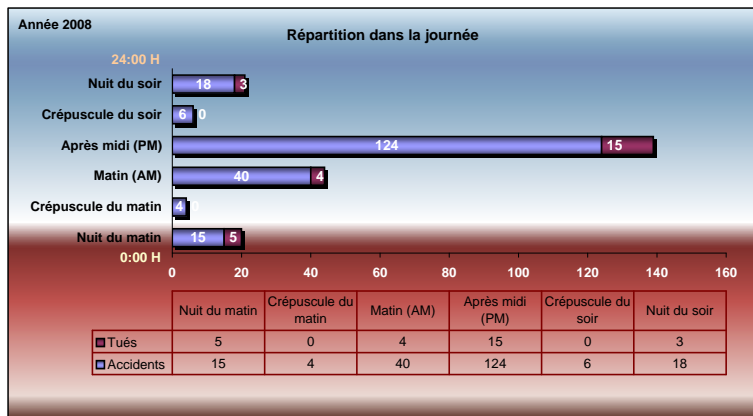 Année 2008
Répartition dans la journée
24:00 H
Nuit du soir 18 3
Crépuscule du soir 6 0
Après midi (PM) 124 15
Matin (AM) 40 4
Crépuscule du matin 4 0
Nuit du matin 15 5
0:00 H
0 20 40 60 80 100 120 140 160
Nuit du matin Crépuscule du matin Matin (AM) Après midi (PM) Crépuscule du soir Nuit du soir
Tués 5 0 4 15 0 3
Accidents 15 4 40 124 6 18